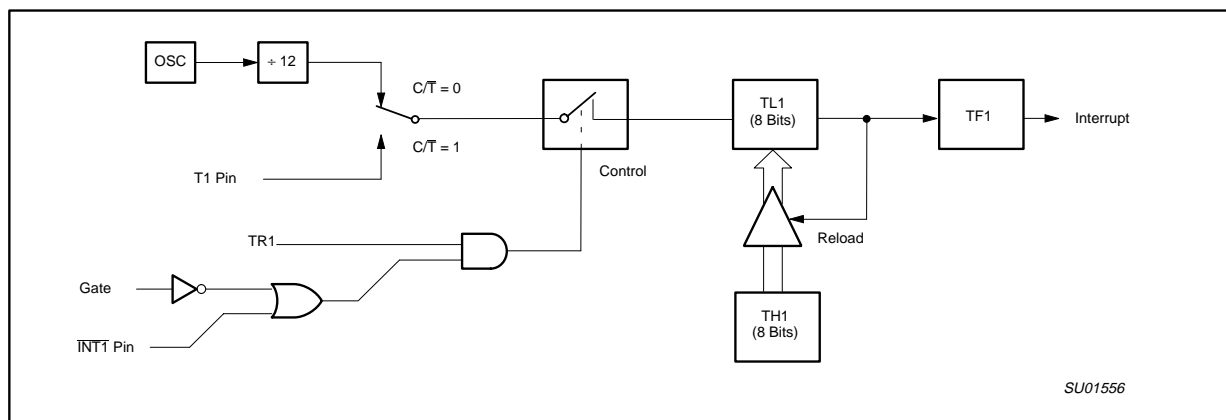 OSC
÷ 12
C/T̅ = 0
TL1
(8 Bits)
TF1
Interrupt
C/T̅ = 1
T1 Pin
Control
TR1
Reload
Gate
TH1
(8 Bits)
I̅N̅T̅1̅ Pin
SU01556